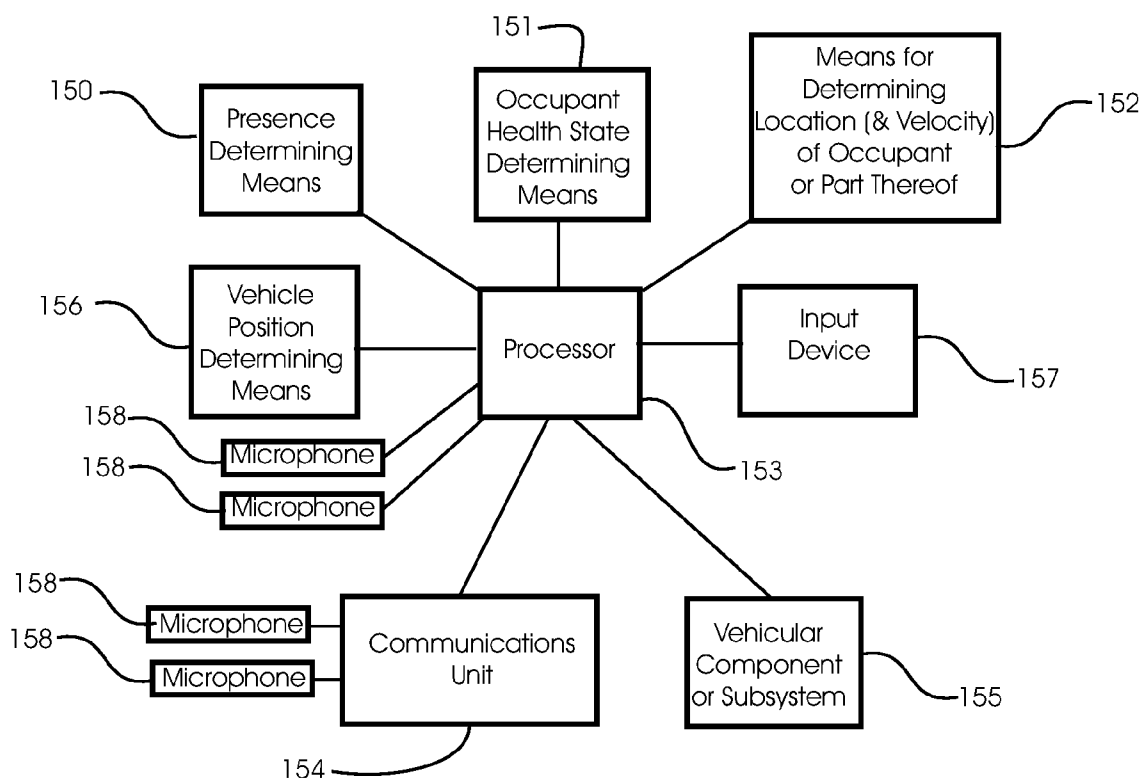 151
150
Presence
Determining
Means
Occupant
Health State
Determining
Means
Means for
Determining
Location (& Velocity)
of Occupant
or Part Thereof
152
156
Vehicle
Position
Determining
Means
Processor
Input
Device
157
158
Microphone
158
Microphone
153
158
Microphone
158
Microphone
Communications
Unit
154
Vehicular
Component
or Subsystem
155